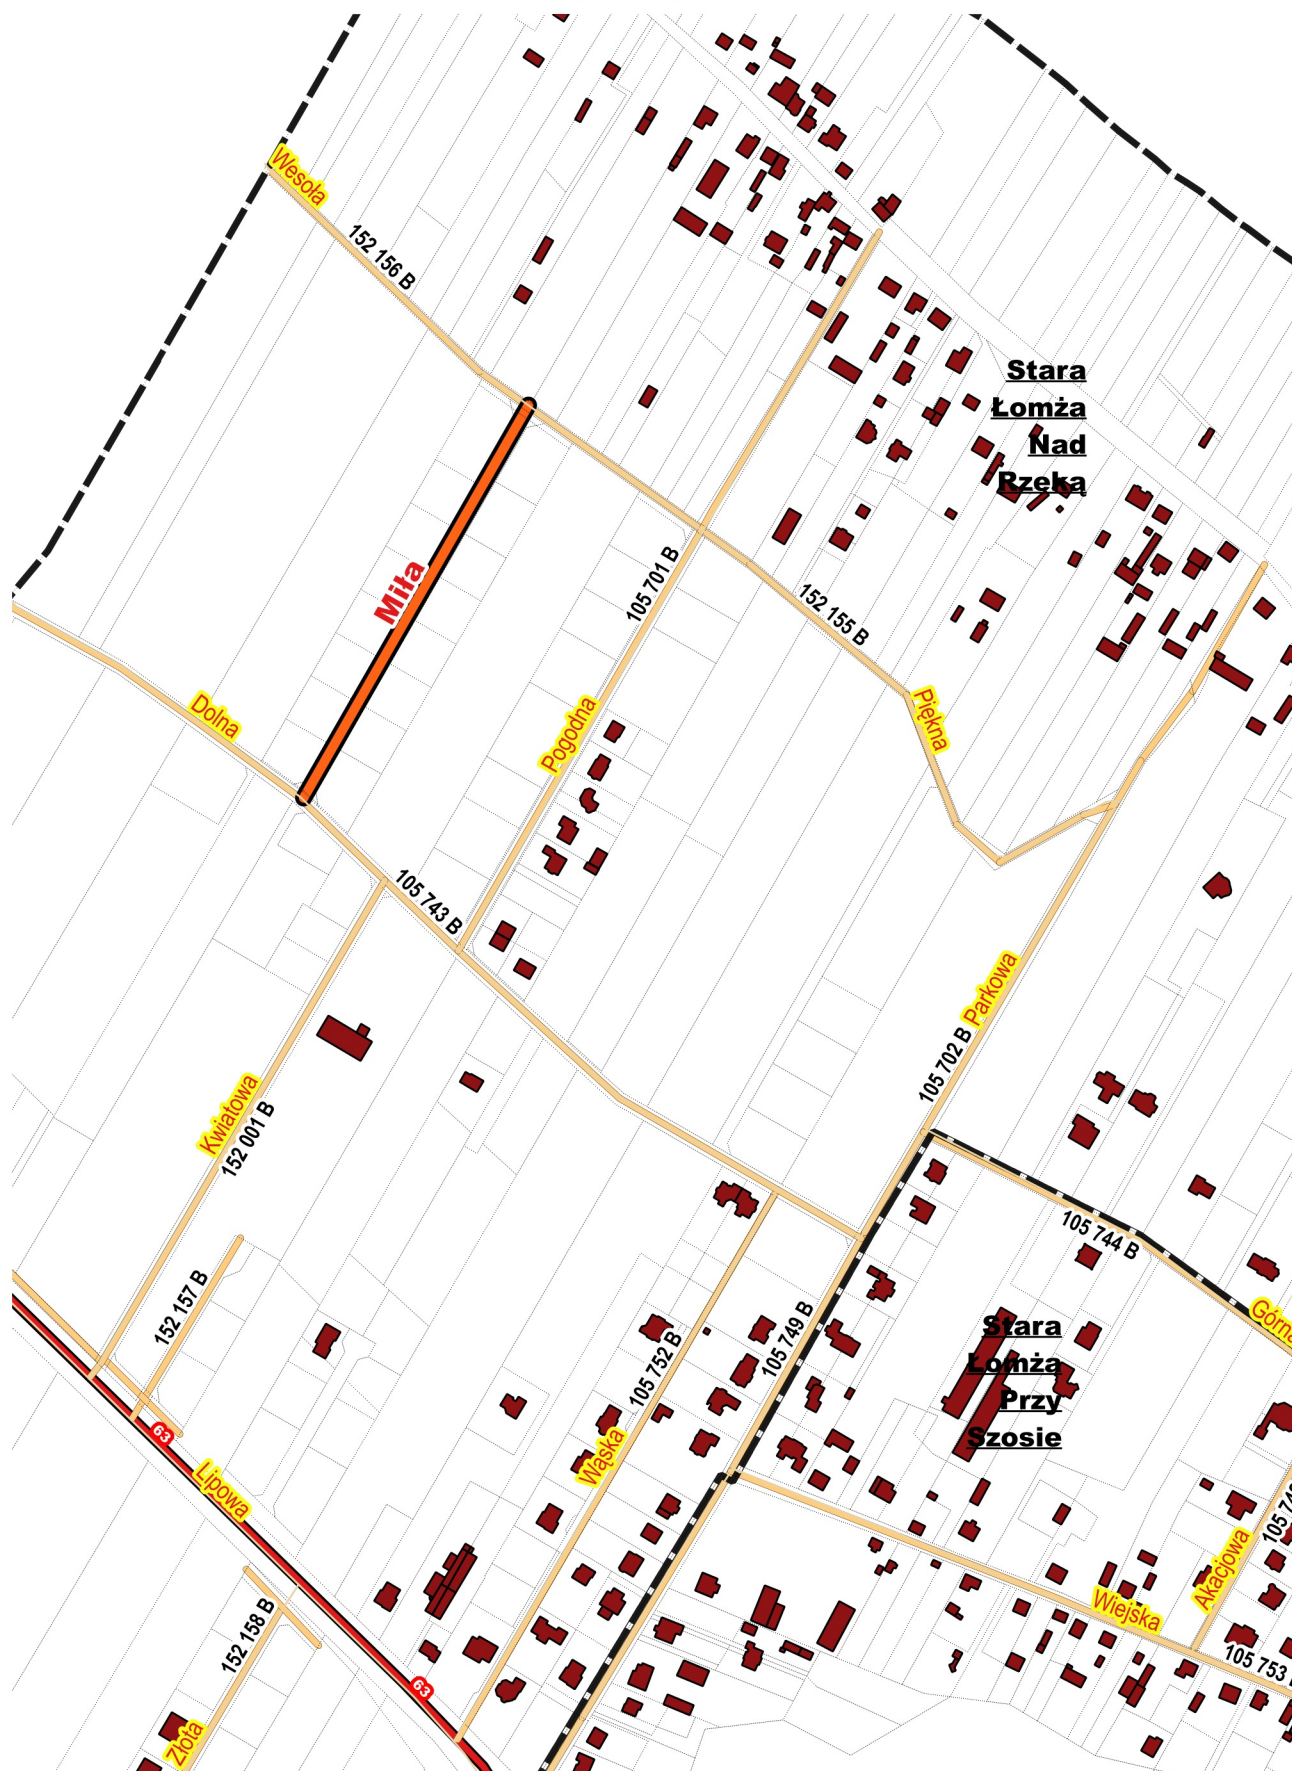 Wesoła
152 156 B
Stara
Łomża
Nad
Rzeką
Miła
105 701 B
152 155 B
Dolna
Pogodna
Piękna
105 743 B
Parkowa
105 702 B
Kwiatowa
152 001 B
105 744 B
152 157 B
Górna
105 749 B
105 752 B
Stara
Łomża
Przy
Szosie
63
Wąska
Lipowa
105 74
Akacjowa
Wiejska
152 158 B
105 753
63
Złota